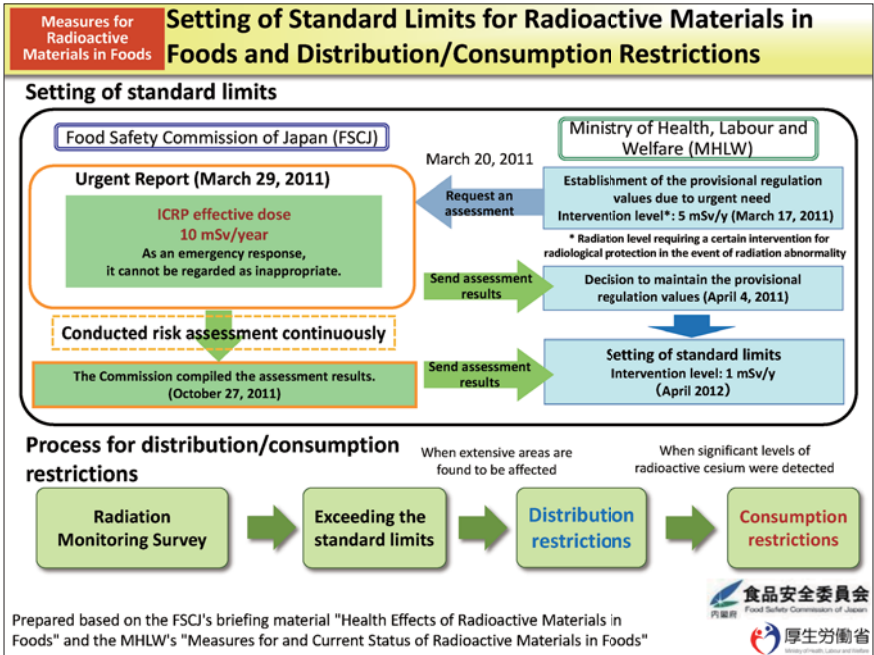 Measures for
Radioactive
Materials in Foods
Setting of Standard Limits for Radioactive Materials in
Foods and Distribution/Consumption Restrictions
Setting of standard limits
Food Safety Commission of Japan (FSCJ)
Ministry of Health, Labour and
Welfare (MHLW)
March 20, 2011
Request an
assessment
Urgent Report (March 29, 2011)
ICRP effective dose
10 mSv/year
As an emergency response,
it cannot be regarded as inappropriate.
Establishment of the provisional regulation
values due to urgent need
Intervention level*: 5 mSv/y (March 17, 2011)
* Radiation level requiring a certain intervention for
radiological protection in the event of radiation abnormality
Send assessment
results
Decision to maintain the provisional
regulation values (April 4, 2011)
Conducted risk assessment continuously
The Commission compiled the assessment results.
(October 27, 2011)
Send assessment
results
Setting of standard limits
Intervention level: 1 mSv/y
(April 2012)
Process for distribution/consumption
restrictions
When extensive areas are
found to be affected
When significant levels of
radioactive cesium were detected
Radiation
Monitoring Survey
Exceeding the
standard limits
Distribution
restrictions
Consumption
restrictions
内閣府
食品安全委員会
Food Safety Commission of Japan
Prepared based on the FSCJ's briefing material "Health Effects of Radioactive Materials in
Foods" and the MHLW's "Measures for and Current Status of Radioactive Materials in Foods"
厚生労働省
Ministry of Health, Labour and Welfare